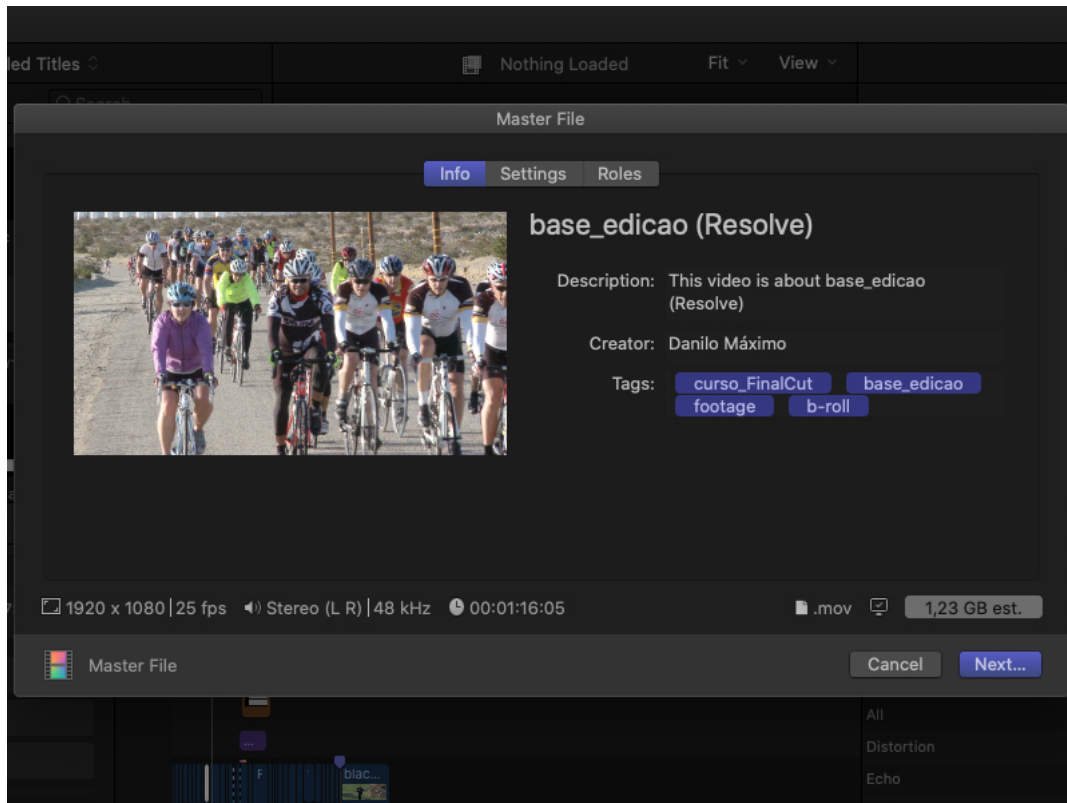 led Titles
Nothing Loaded
Fit
View
Search
Master File
Info
Settings
Roles
base_edicao (Resolve)
Description: This video is about base_edicao
(Resolve)
Creator: Danilo Máximo
Tags: curso_FinalCut base_edicao
footage b-roll
1920 x 1080 | 25 fps Stereo (L R) | 48 kHz 00:01:16:05
.mov
1,23 GB est.
Master File
Cancel
Next...
All
...
Distortion
F
blac...
Echo